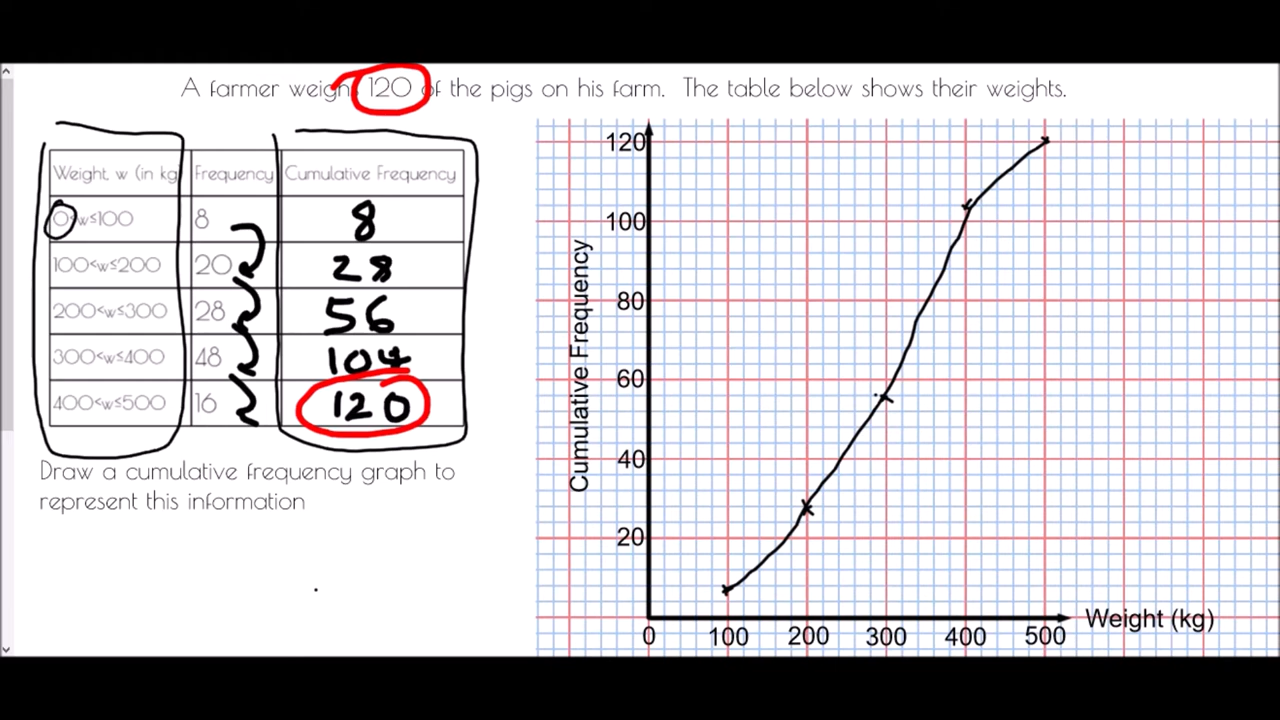 A farmer weighs 120 of the pigs on his farm. The table below shows their weights.
Weight, w (in kg) Frequency Cumulative Frequency
0<w≤100 8 8
100<w≤200 20 28
200<w≤300 28 56
300<w≤400 48 104
400<w≤500 16 120
Draw a cumulative frequency graph to
represent this information
Cumulative Frequency
120
100
80
60
40
20
0 100 200 300 400 500
Weight (kg)